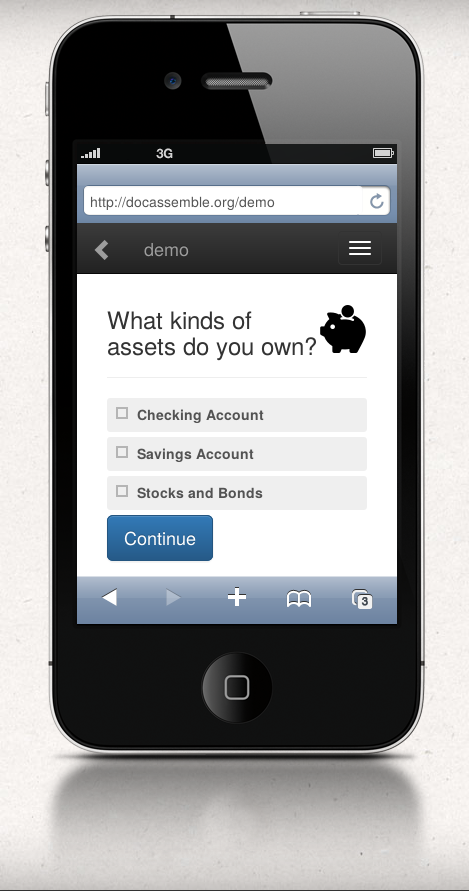 3G
http://docassemble.org/demo
demo
What kinds of
assets do you own?
Checking Account
Savings Account
Stocks and Bonds
Continue
3